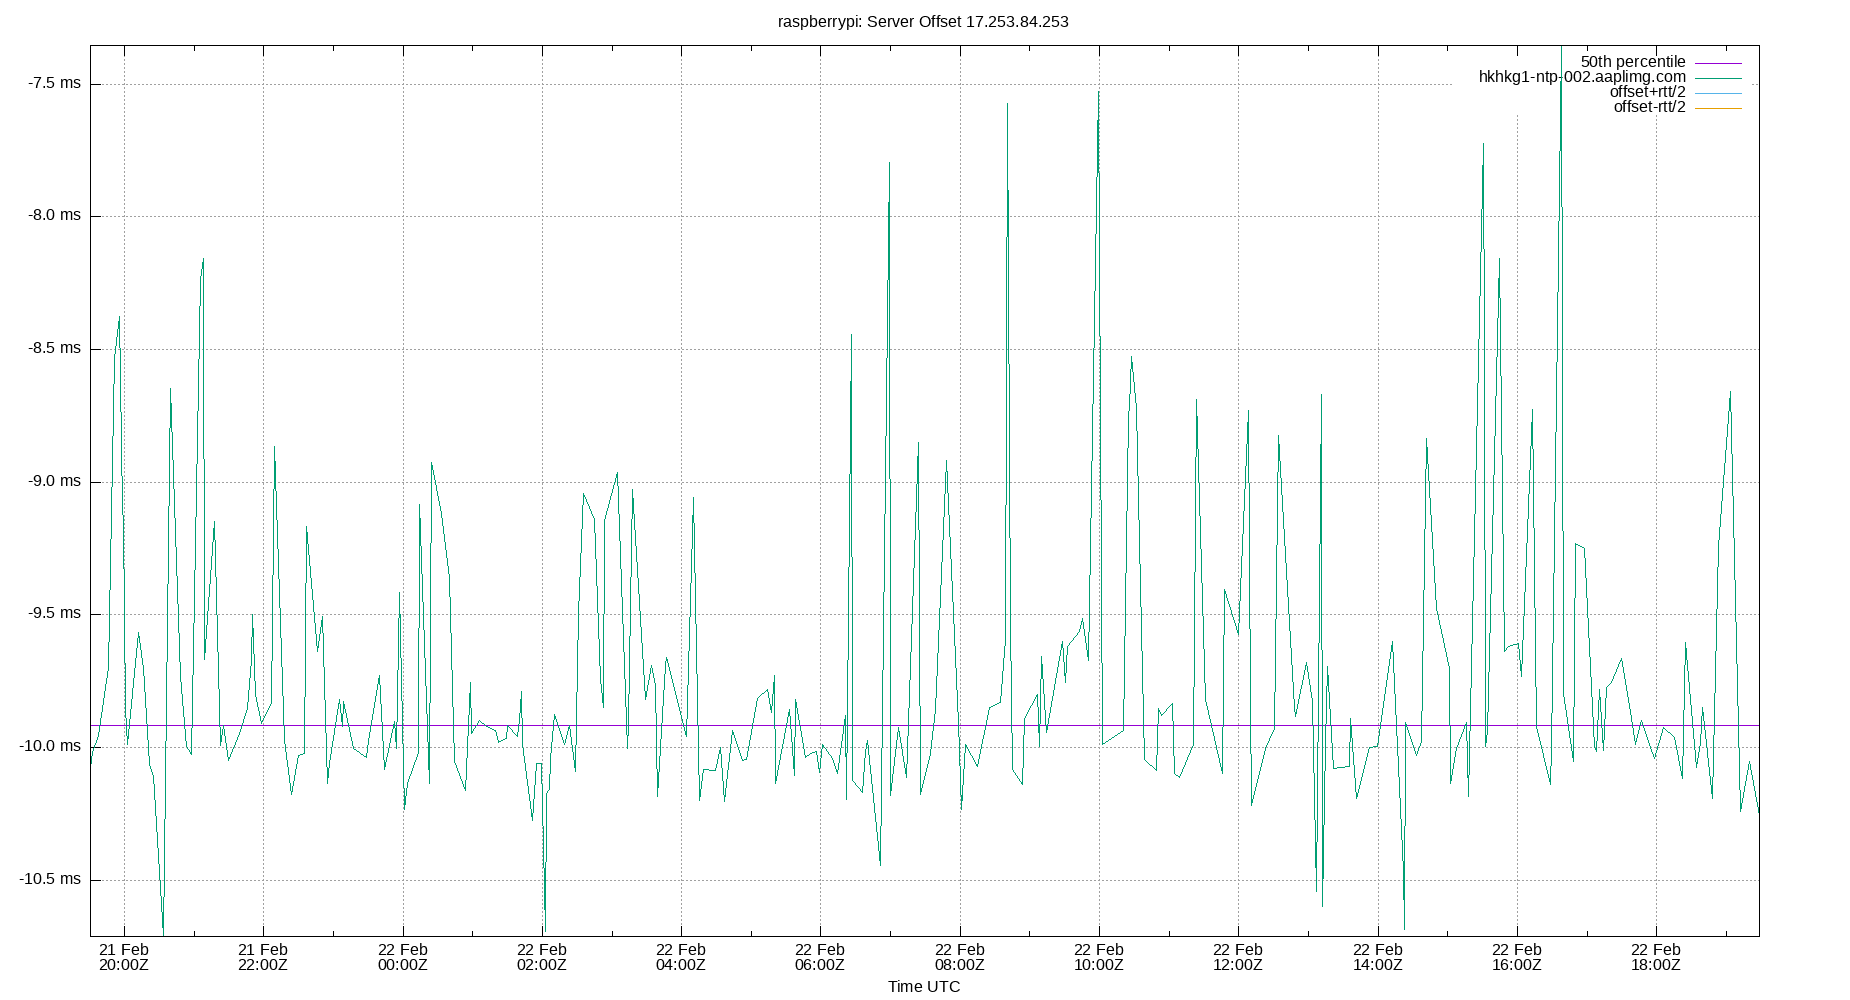 raspberrypi: Server Offset 17.253.84.253
50th percentile
hkhkg1-ntp-002.aaplimg.com
offset+rtt/2
offset-rtt/2
-7.5 ms
-8.0 ms
-8.5 ms
-9.0 ms
-9.5 ms
-10.0 ms
-10.5 ms
21 Feb 21 Feb 22 Feb 22 Feb 22 Feb 22 Feb 22 Feb 22 Feb 22 Feb 22 Feb 22 Feb 22 Feb
20:00Z 22:00Z 00:00Z 02:00Z 04:00Z 06:00Z 08:00Z 10:00Z 12:00Z 14:00Z 16:00Z 18:00Z
Time UTC